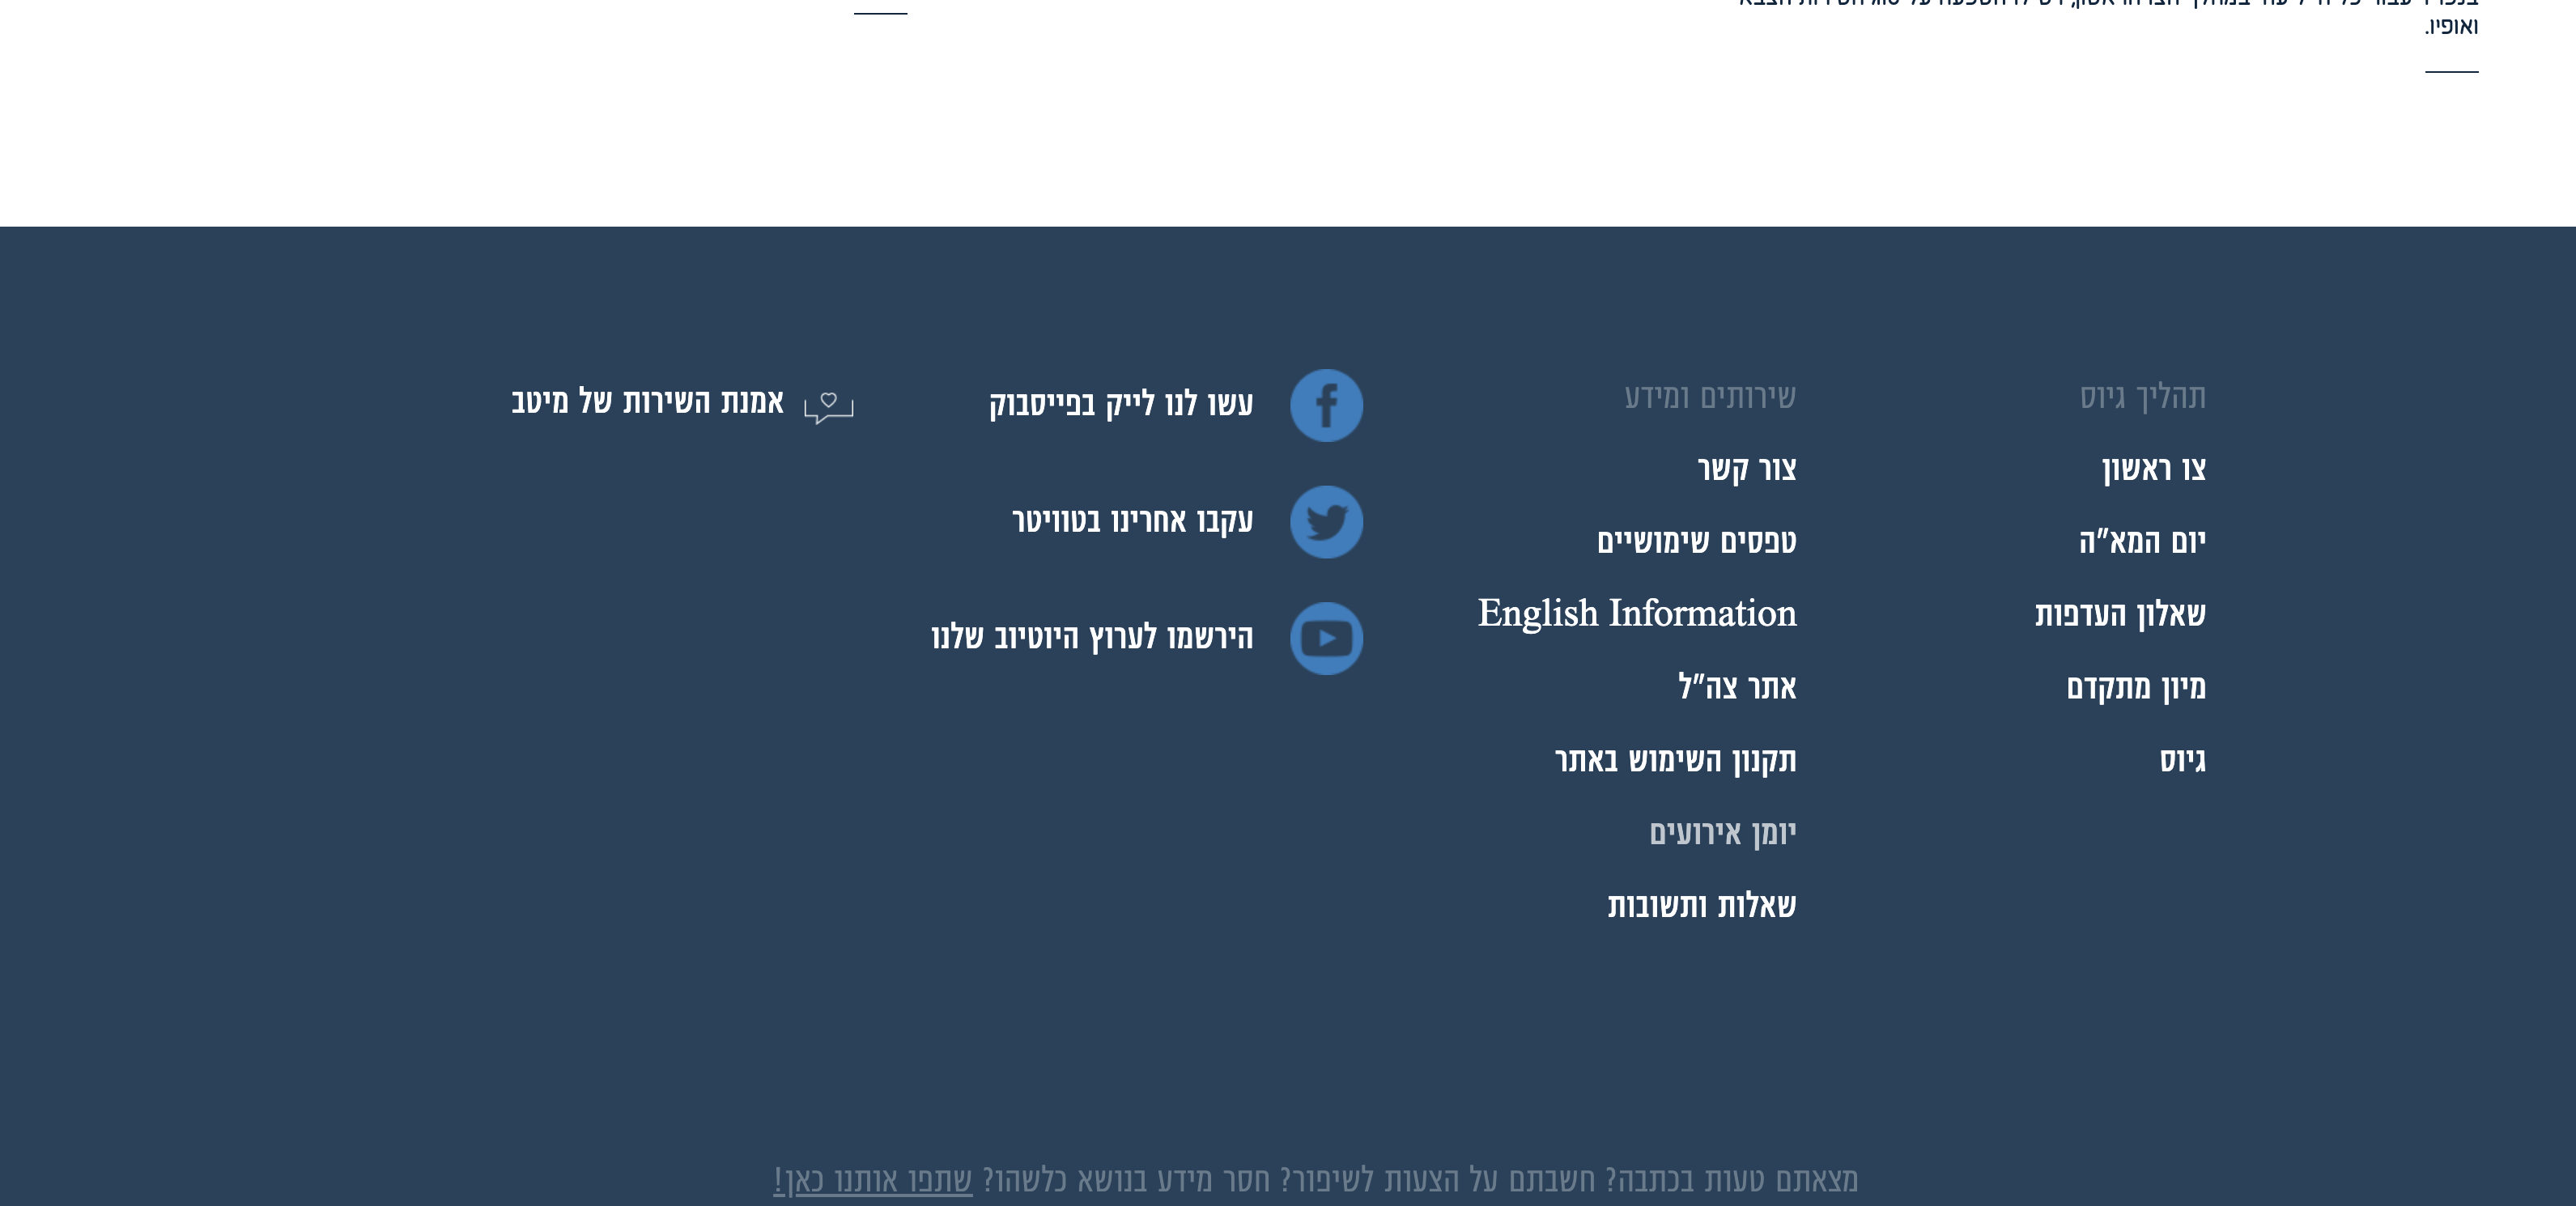 ואופיו.
תהליך גיוס
צו ראשון
יום המא"ה
שאלון העדפות
מיון מתקדם
גיוס
שירותים ומידע
צור קשר
טפסים שימושיים
English Information
אתר צה"ל
תקנון השימוש באתר
יומן אירועים
שאלות ותשובות
עשו לנו לייק בפייסבוק
עקבו אחרינו בטוויטר
הירשמו לערוץ היוטיוב שלנו
אמנת השירות של מיטב
מצאתם טעות בכתבה? חשבתם על הצעות לשיפור? חסר מידע בנושא כלשהו? שתפו אותנו כאן!